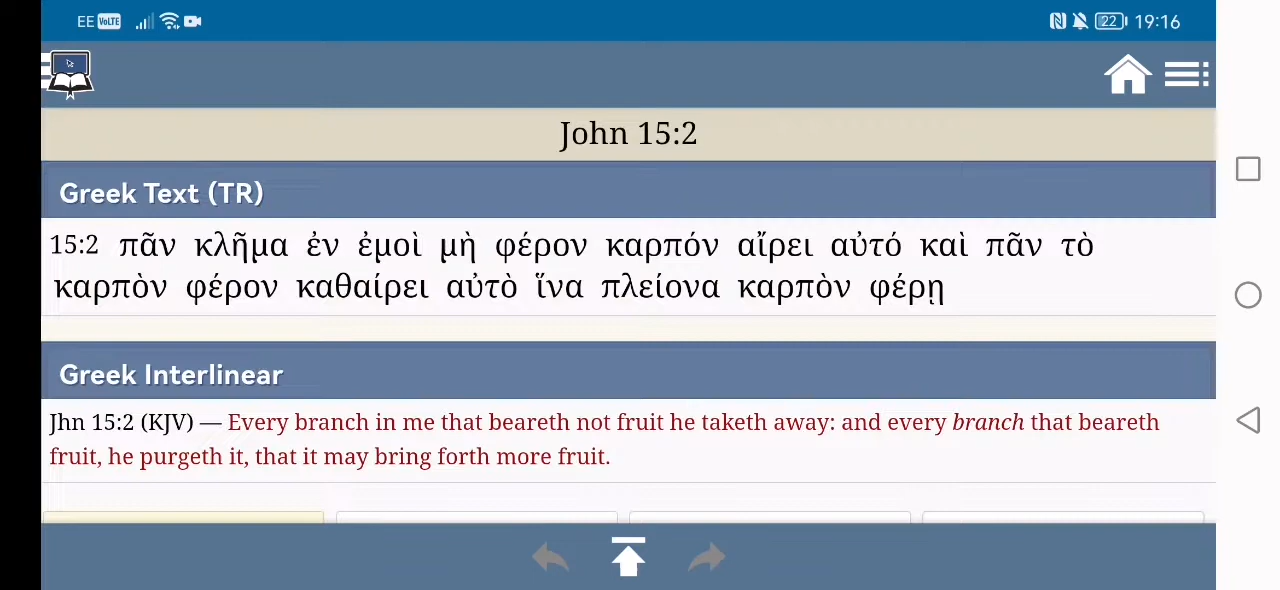 EE VoLTE 22 19:16
John 15:2
Greek Text (TR)
15:2 πᾶν κλῆμα ἐν ἐμοὶ μὴ φέρον καρπόν αἴρει αὐτό καὶ πᾶν τὸ
καρπὸν φέρον καθαίρει αὐτὸ ἵνα πλείονα καρπὸν φέρῃ
Greek Interlinear
Jhn 15:2 (KJV) — Every branch in me that beareth not fruit he taketh away: and every branch that beareth
fruit, he purgeth it, that it may bring forth more fruit.